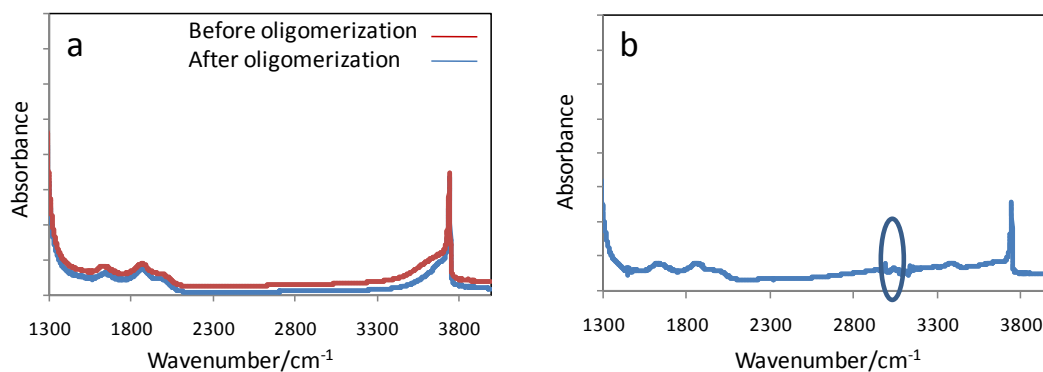 a
Before oligomerization
After oligomerization
Absorbance
1300 1800 2300 2800 3300 3800
Wavenumber/cm⁻¹
b
Absorbance
1300 1800 2300 2800 3300 3800
Wavenumber/cm⁻¹